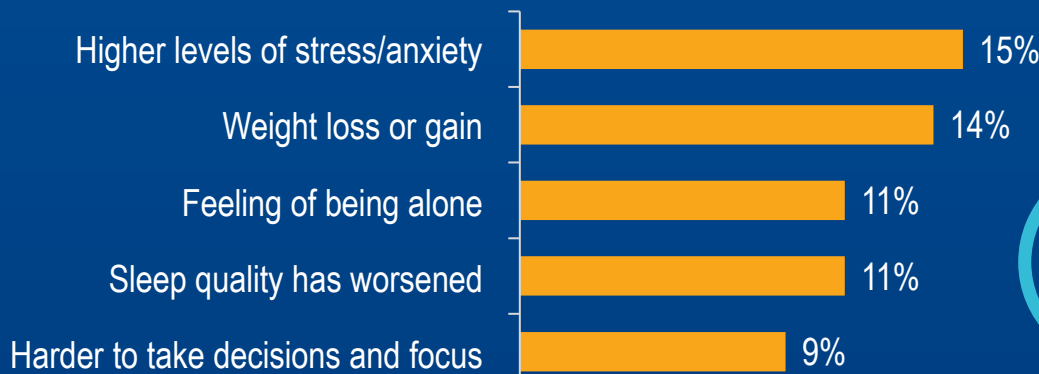 Higher levels of stress/anxiety 15%
Weight loss or gain 14%
Feeling of being alone 11%
Sleep quality has worsened 11%
Harder to take decisions and focus 9%